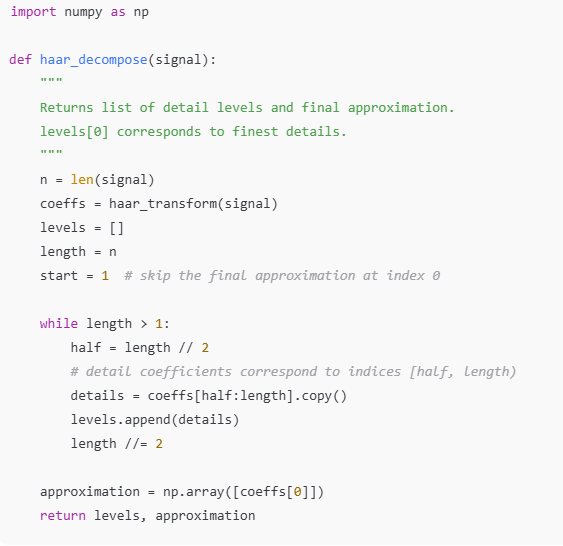 import numpy as np
def haar_decompose(signal):
    """
    Returns list of detail levels and final approximation.
    levels[0] corresponds to finest details.
    """
    n = len(signal)
    coeffs = haar_transform(signal)
    levels = []
    length = n
    start = 1  # skip the final approximation at index 0
    while length > 1:
        half = length // 2
        # detail coefficients correspond to indices [half, length)
        details = coeffs[half:length].copy()
        levels.append(details)
        length //= 2
    approximation = np.array([coeffs[0]])
    return levels, approximation